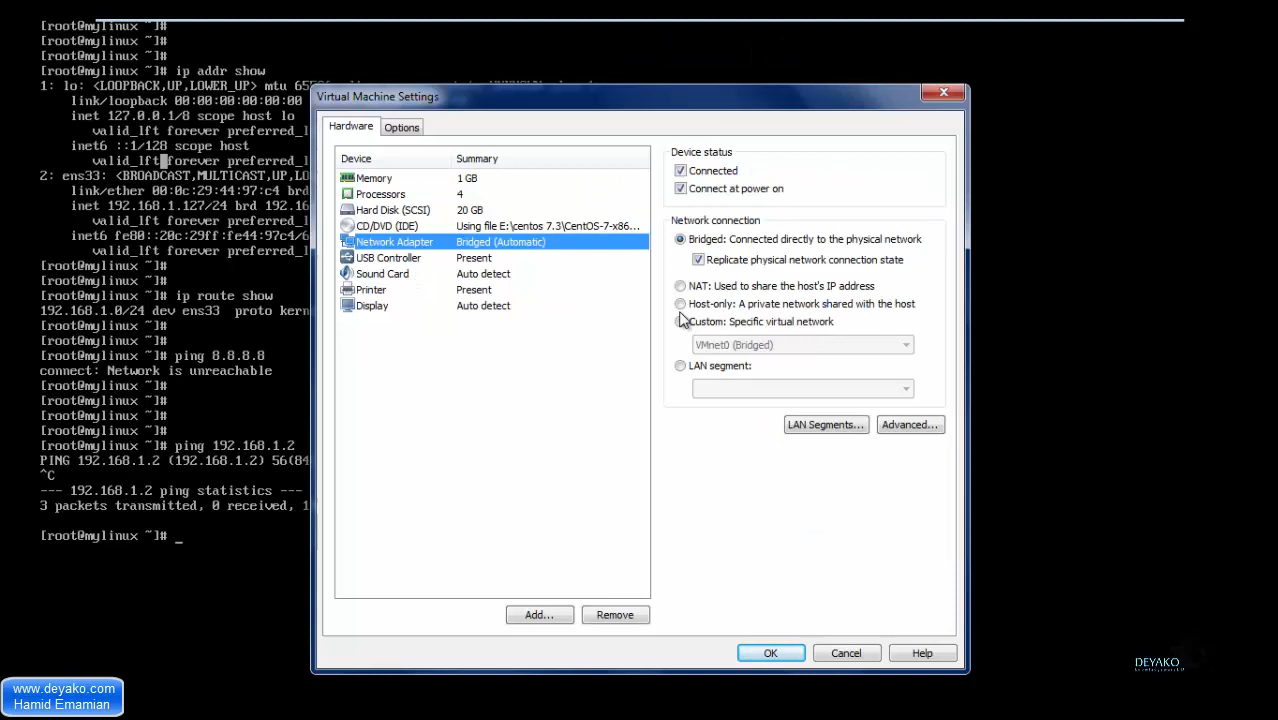 [root@mylinux ~]#
[root@mylinux ~]#
[root@mylinux ~]#
[root@mylinux ~]# ip addr show
1: lo: <LOOPBACK,UP,LOWER_UP> mtu
link/loopback 00:00:00:00:00:00
inet 127.0.0.1/8 scope host lo
valid_lft forever preferred_l
inet6 ::1/128 scope host
valid_lft forever preferred_l
2: ens33: <BROADCAST,MULTICAST,UP,LO
link/ether 00:0c:29:44:97:c4 brd
inet 192.168.1.127/24 brd 192.16
valid_lft forever preferred_l
inet6 fe80::20c:29ff:fe44:97c4/6
valid_lft forever preferred_l
[root@mylinux ~]#
[root@mylinux ~]#
[root@mylinux ~]# ip route show
192.168.1.0/24 dev ens33 proto kern
[root@mylinux ~]#
[root@mylinux ~]#
[root@mylinux ~]# ping 8.8.8.8
connect: Network is unreachable
[root@mylinux ~]#
[root@mylinux ~]#
[root@mylinux ~]#
[root@mylinux ~]#
[root@mylinux ~]# ping 192.168.1.2
PING 192.168.1.2 (192.168.1.2) 56(84
^C
--- 192.168.1.2 ping statistics ---
3 packets transmitted, 0 received, 1
[root@mylinux ~]# _
Virtual Machine Settings
Hardware Options
Device Summary
Memory 1 GB
Processors 4
Hard Disk (SCSI) 20 GB
CD/DVD (IDE) Using file E:\centos 7.3\CentOS-7-x86...
Network Adapter Bridged (Automatic)
USB Controller Present
Sound Card Auto detect
Printer Present
Display Auto detect
Add... Remove
Device status
Connected
Connect at power on
Network connection
Bridged: Connected directly to the physical network
Replicate physical network connection state
NAT: Used to share the host's IP address
Host-only: A private network shared with the host
Custom: Specific virtual network
VMnet0 (Bridged)
LAN segment:
LAN Segments... Advanced...
OK Cancel Help
DEYAKO
www.deyako.com
Hamid Emamian